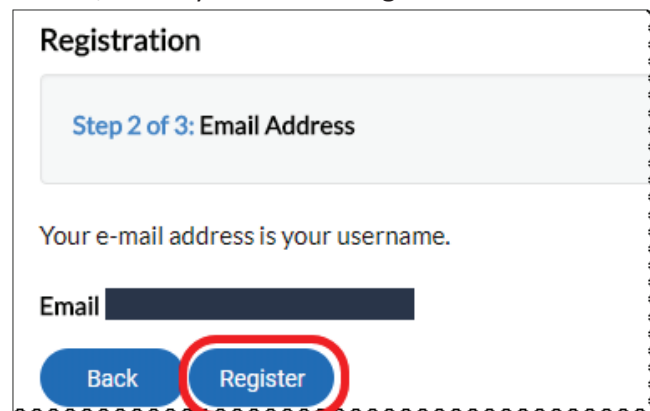 Registration
Step 2 of 3: Email Address
Your e-mail address is your username.
Email
Back Register